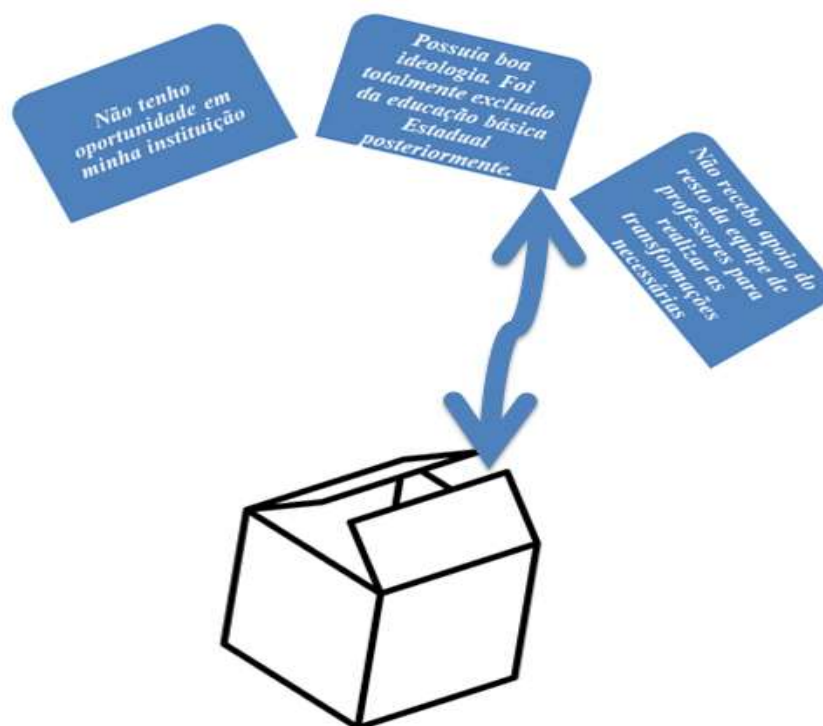 Não tenho
oportunidade em
minha instituição
Possuia boa
ideologia. Foi
totalmente excluído
da educação básica
Estadual
posteriormente.
Não recebo apoio do
resto da equipe de
professores para
realizar as
transformações
necessárias